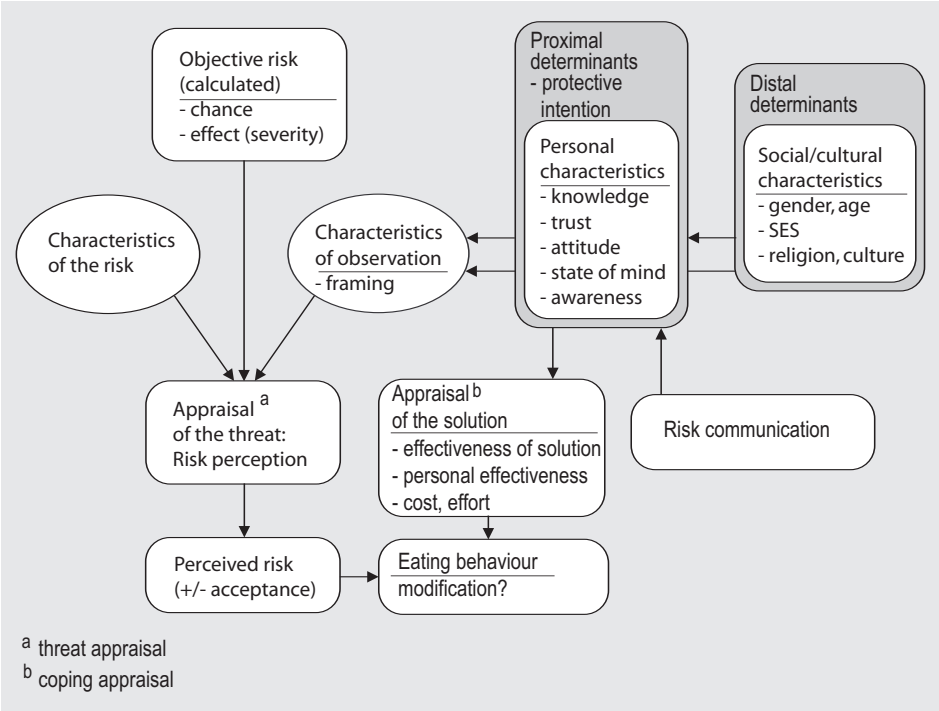 Objective risk
(calculated)
- chance
- effect (severity)
Proximal
determinants
- protective
intention
Personal
characteristics
- knowledge
- trust
- attitude
- state of mind
- awareness
Distal
determinants
Social/cultural
characteristics
- gender, age
- SES
- religion, culture
Characteristics
of the risk
Characteristics
of observation
- framing
Appraisal a
of the threat:
Risk perception
Appraisal b
of the solution
- effectiveness of solution
- personal effectiveness
- cost, effort
Risk communication
Perceived risk
(+/- acceptance)
Eating behaviour
modification?
a threat appraisal
b coping appraisal